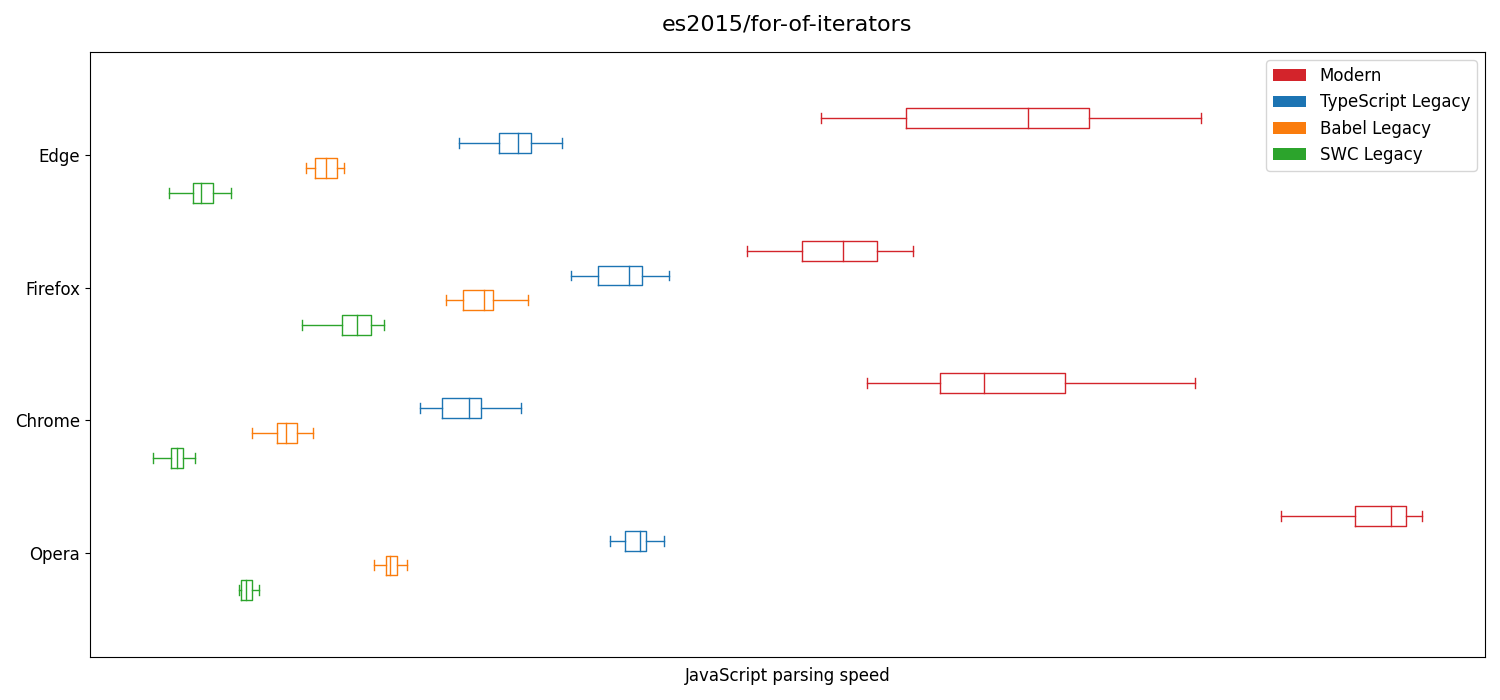 es2015/for-of-iterators
Modern
TypeScript Legacy
Babel Legacy
SWC Legacy
Edge
Firefox
Chrome
Opera
JavaScript parsing speed